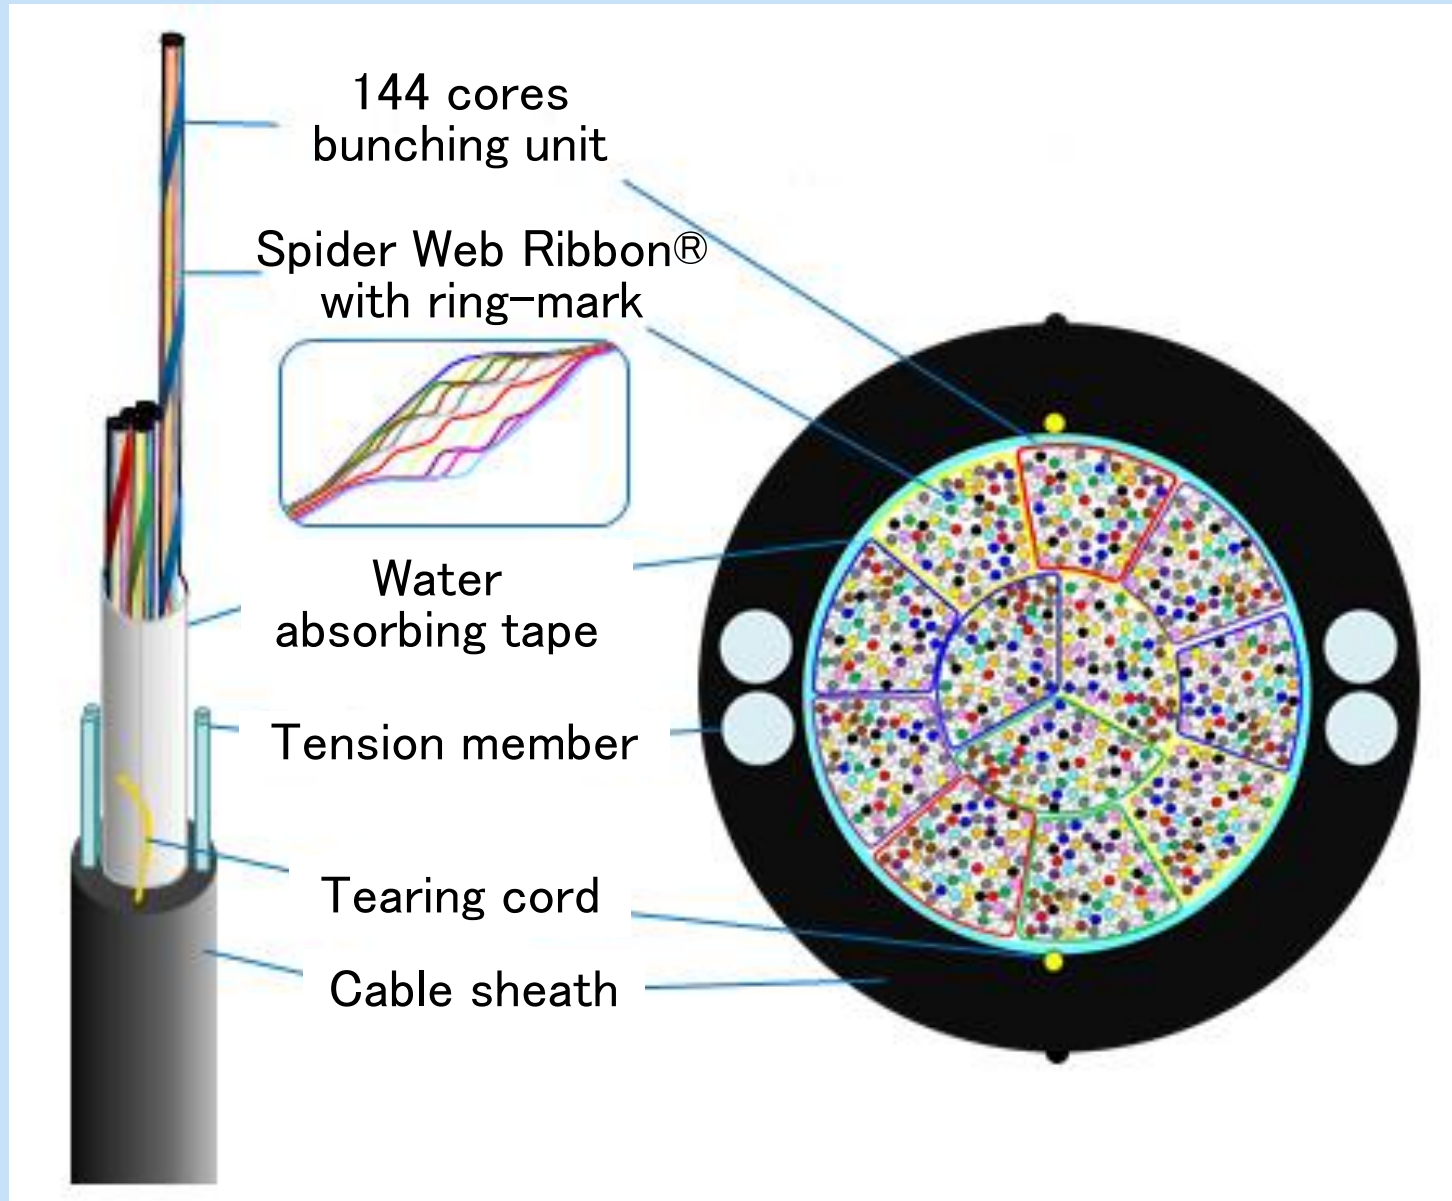 144 cores
bunching unit
Spider Web Ribbon®
with ring-mark
Water
absorbing tape
Tension member
Tearing cord
Cable sheath